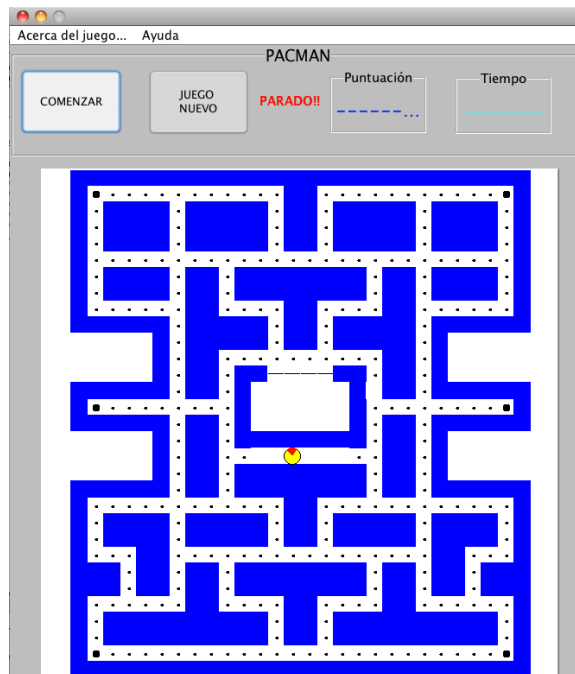 Acerca del juego... Ayuda
PACMAN
COMENZAR
JUEGO
NUEVO
PARADO!!
Puntuación
------...
Tiempo